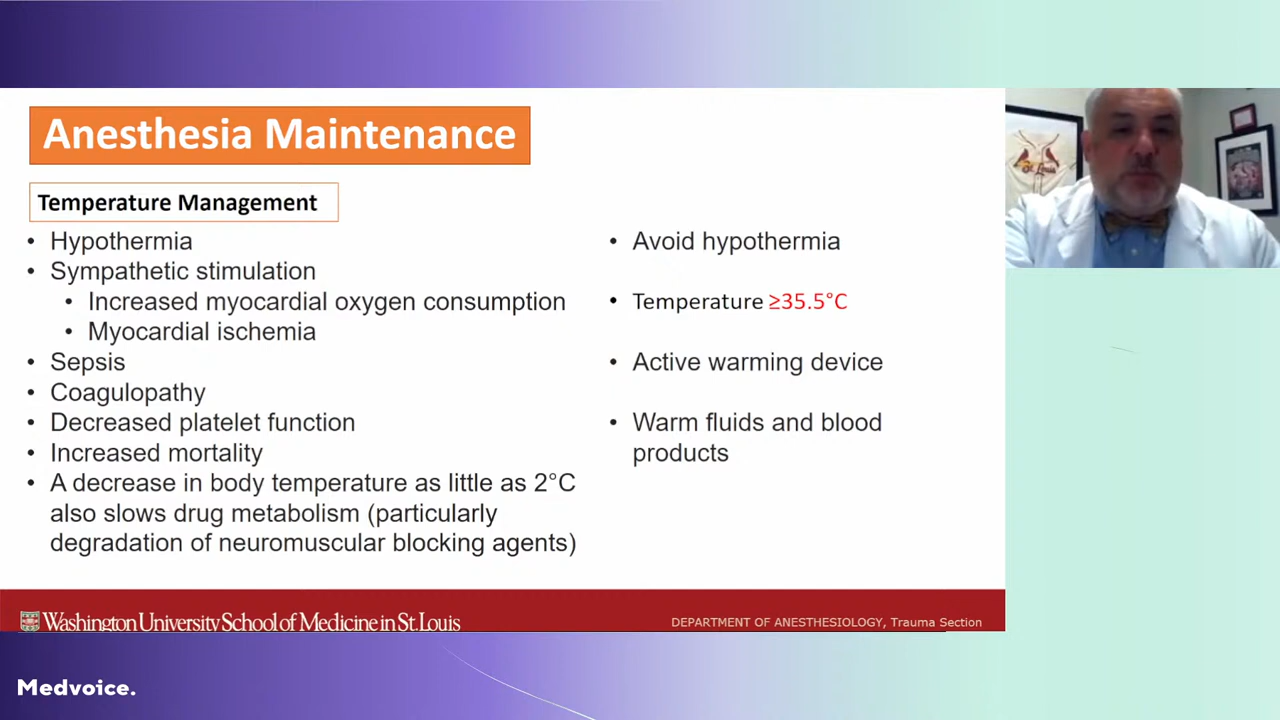 Anesthesia Maintenance
Temperature Management
• Hypothermia
• Sympathetic stimulation
• Increased myocardial oxygen consumption
• Myocardial ischemia
• Sepsis
• Coagulopathy
• Decreased platelet function
• Increased mortality
• A decrease in body temperature as little as 2°C
also slows drug metabolism (particularly
degradation of neuromuscular blocking agents)
• Avoid hypothermia
• Temperature ≥35.5°C
• Active warming device
• Warm fluids and blood
products
St. Louis
Washington University School of Medicine in St. Louis
DEPARTMENT OF ANESTHESIOLOGY, Trauma Section
Medvoice.